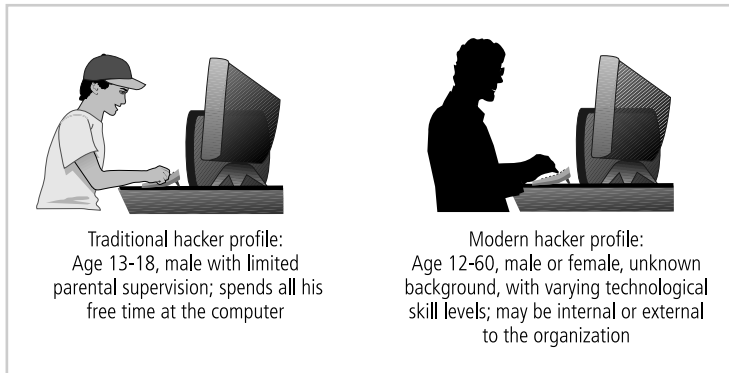 Traditional hacker profile:
Age 13-18, male with limited
parental supervision; spends all his
free time at the computer
Modern hacker profile:
Age 12-60, male or female, unknown
background, with varying technological
skill levels; may be internal or external
to the organization